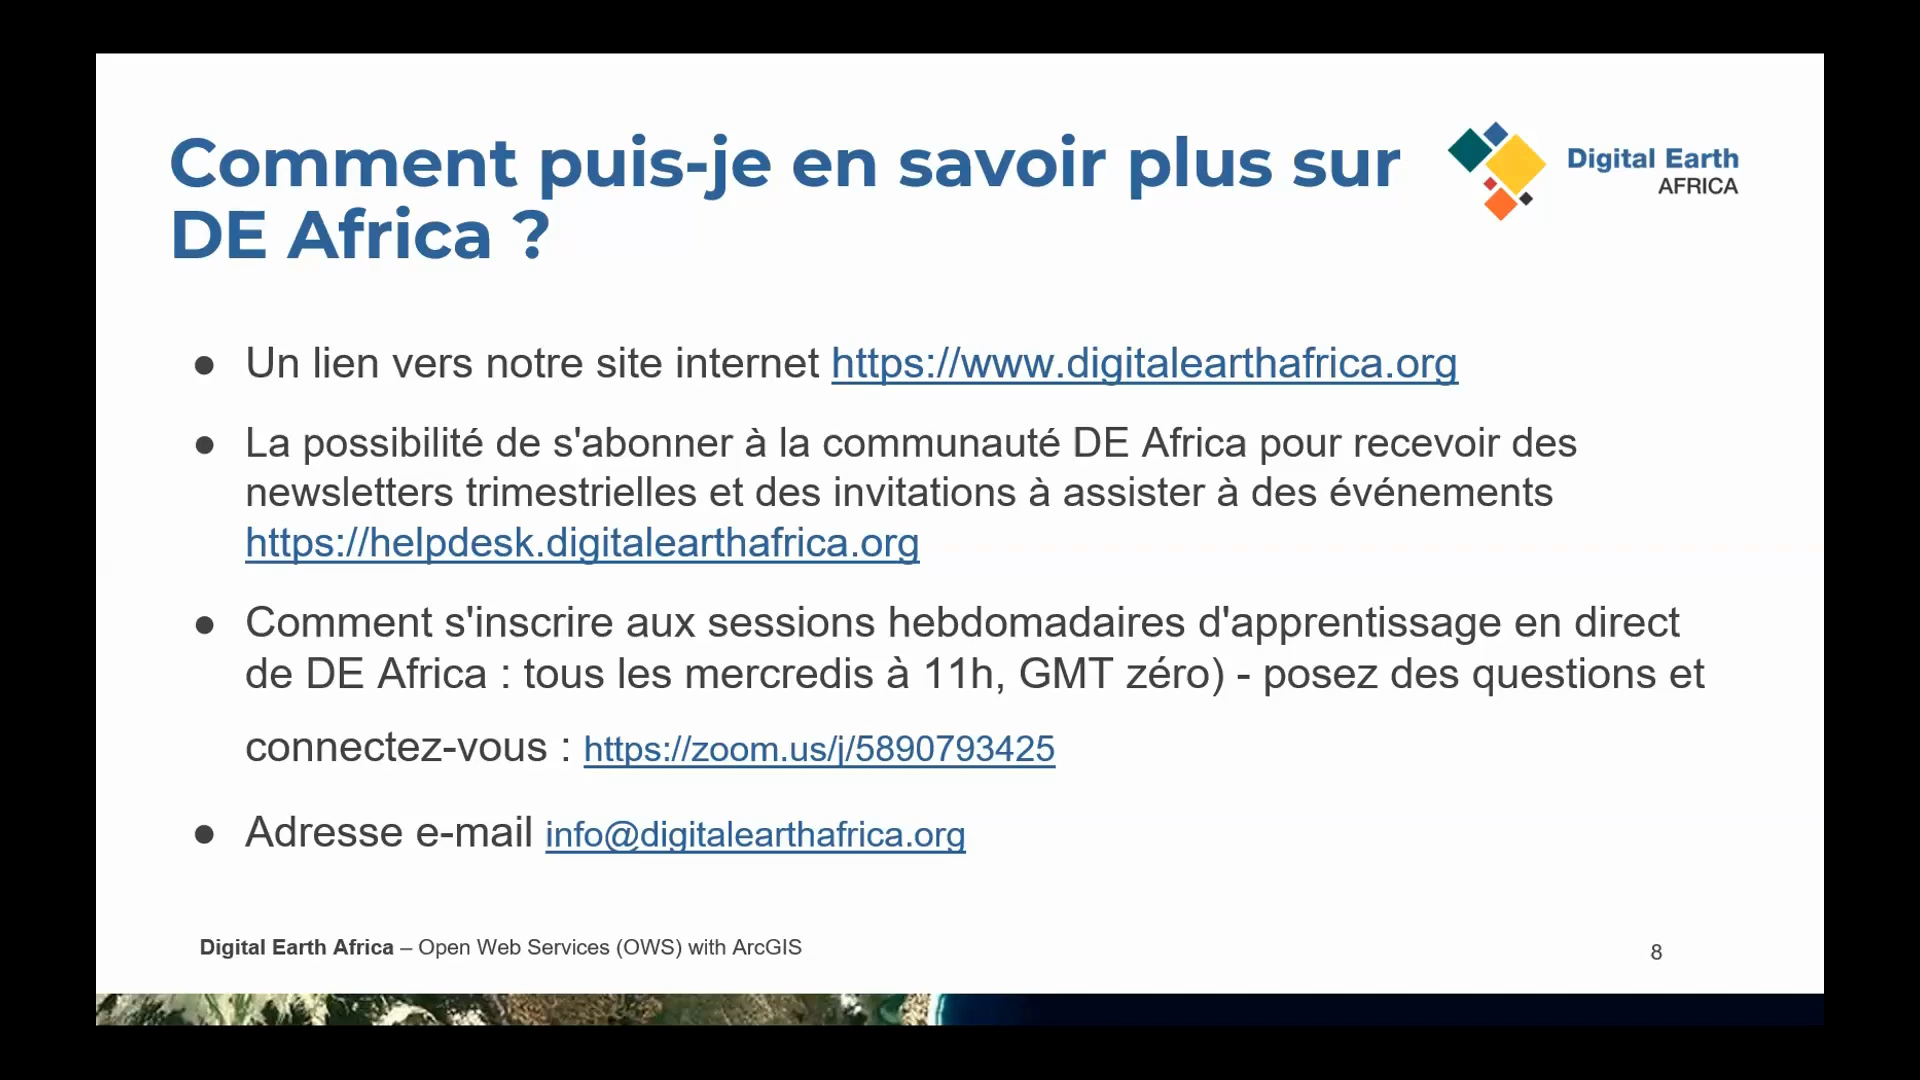 Comment puis-je en savoir plus sur
DE Africa ?
Digital Earth
AFRICA
● Un lien vers notre site internet https://www.digitalearthafrica.org
● La possibilité de s'abonner à la communauté DE Africa pour recevoir des
newsletters trimestrielles et des invitations à assister à des événements
https://helpdesk.digitalearthafrica.org
● Comment s'inscrire aux sessions hebdomadaires d'apprentissage en direct
de DE Africa : tous les mercredis à 11h, GMT zéro) - posez des questions et
connectez-vous : https://zoom.us/j/5890793425
● Adresse e-mail info@digitalearthafrica.org
Digital Earth Africa – Open Web Services (OWS) with ArcGIS
8